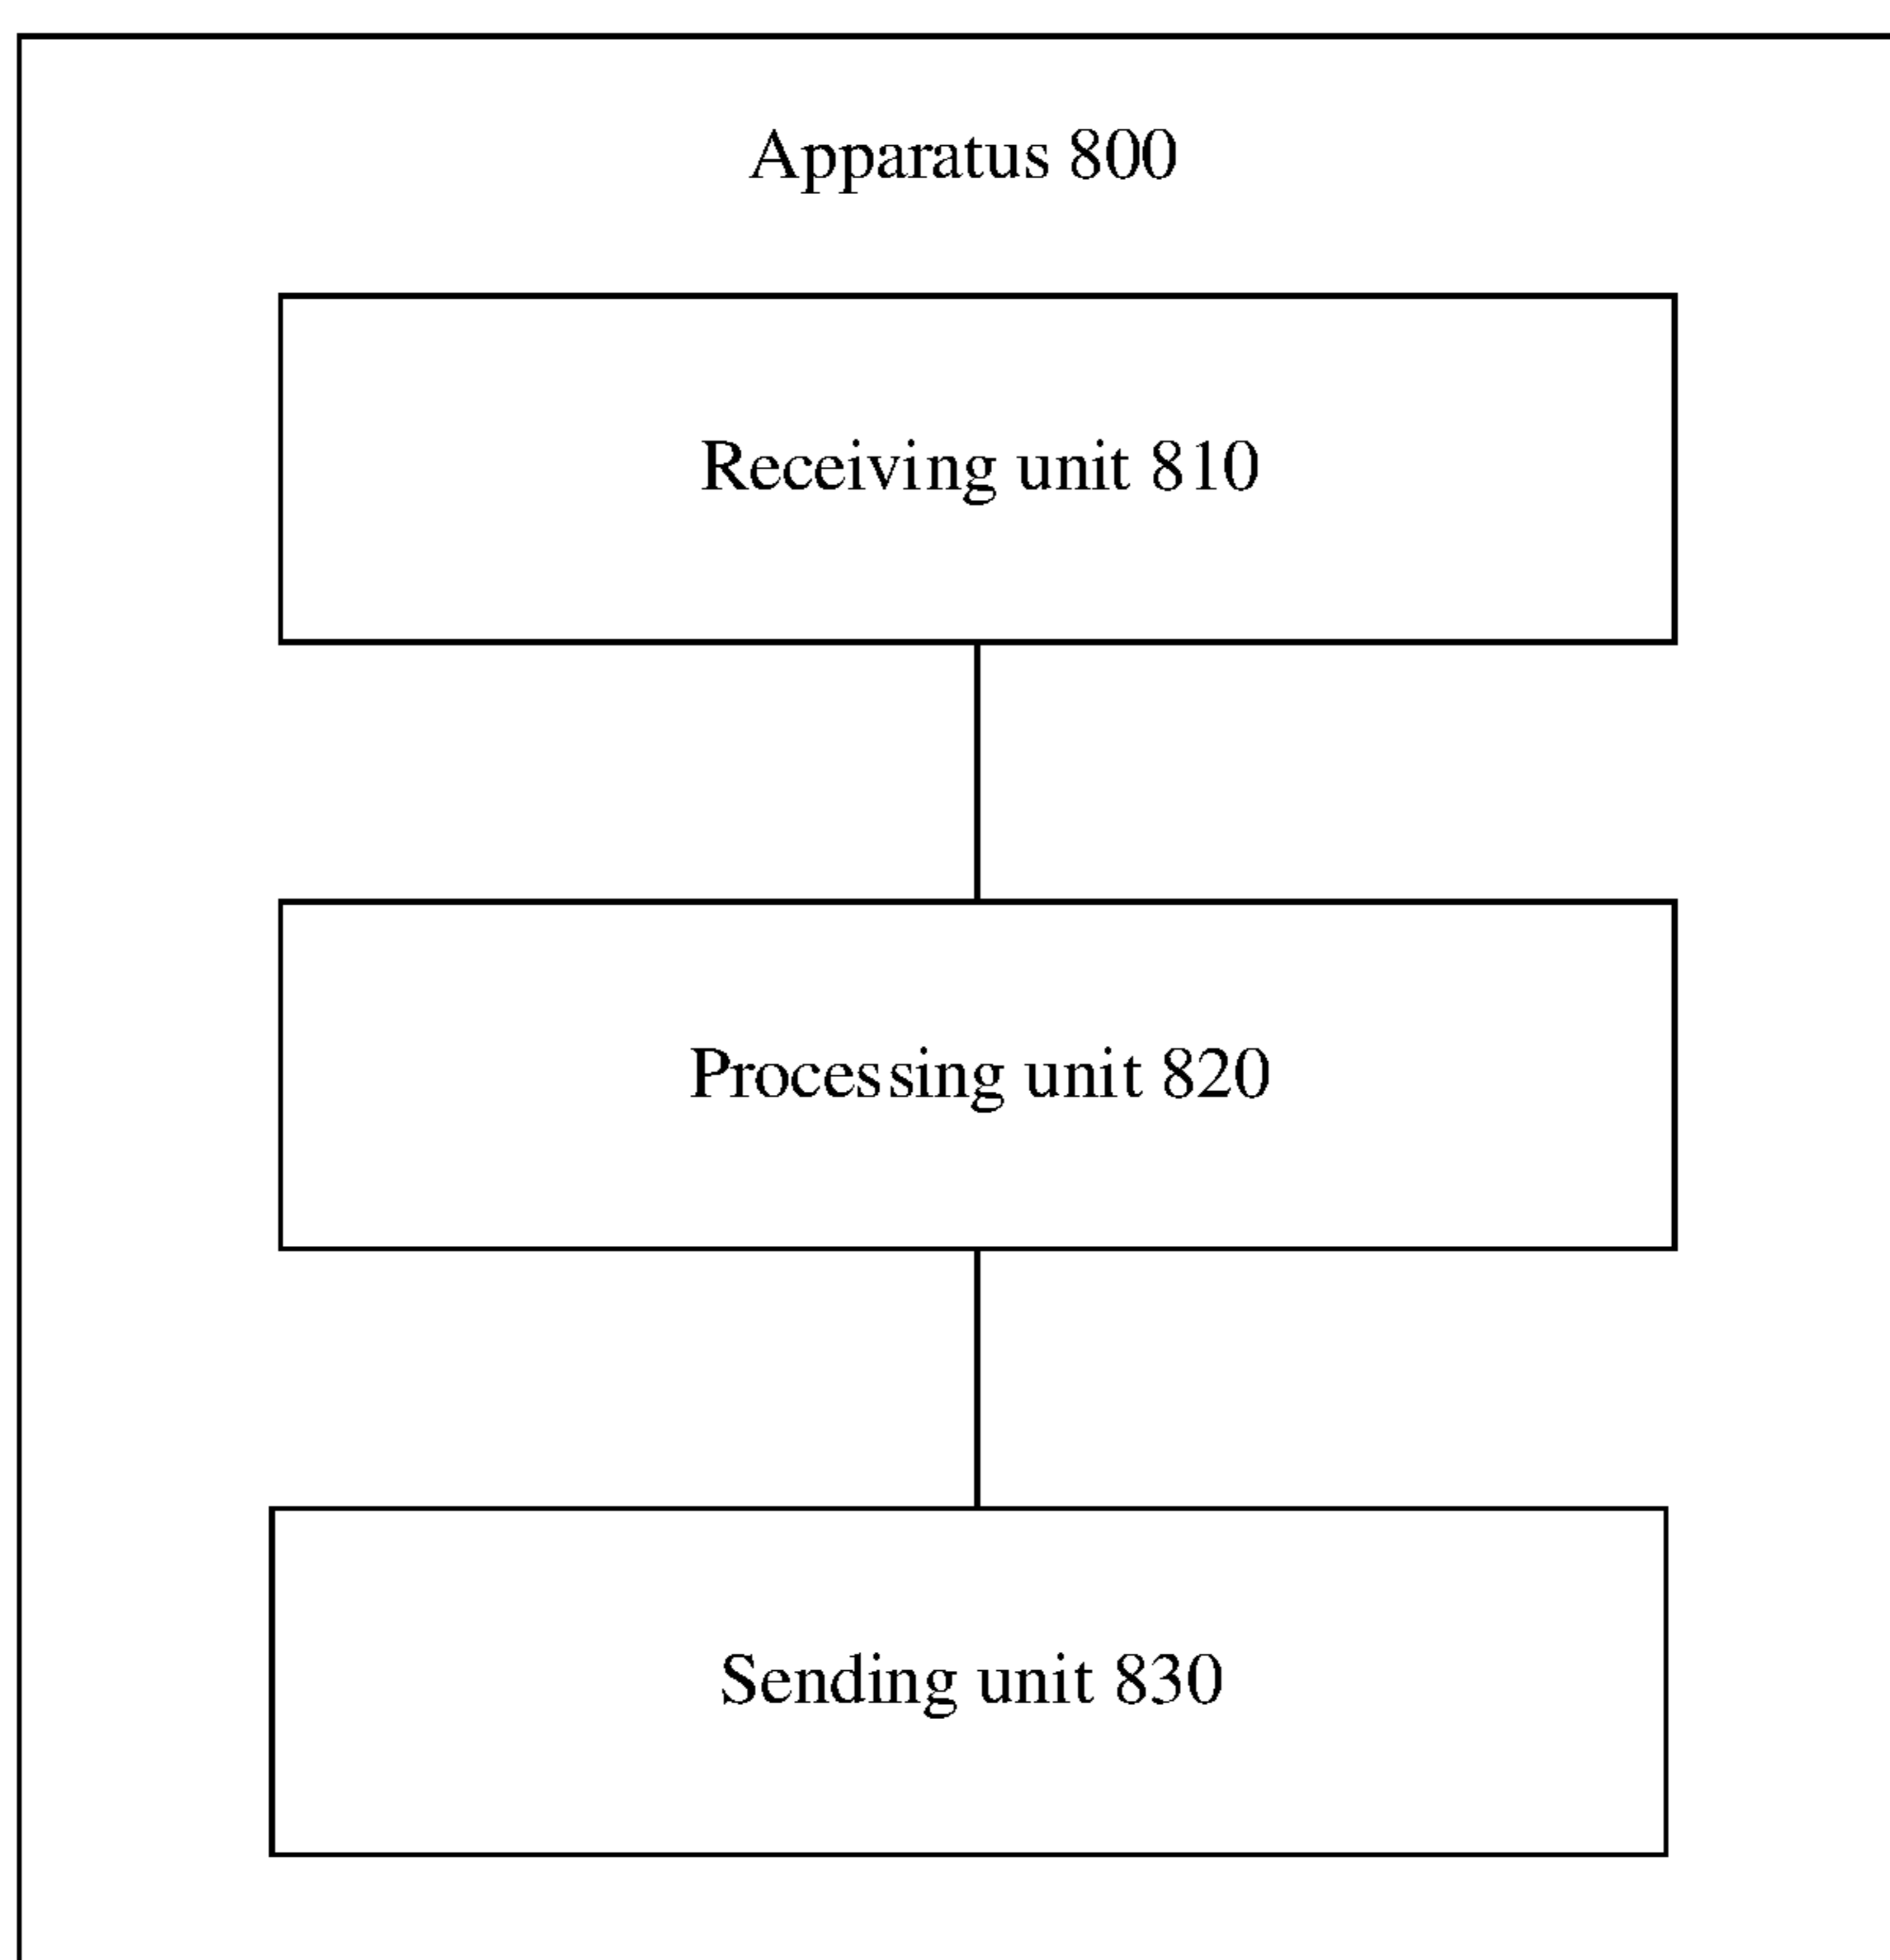 Apparatus 800
Receiving unit 810
Processing unit 820
Sending unit 830